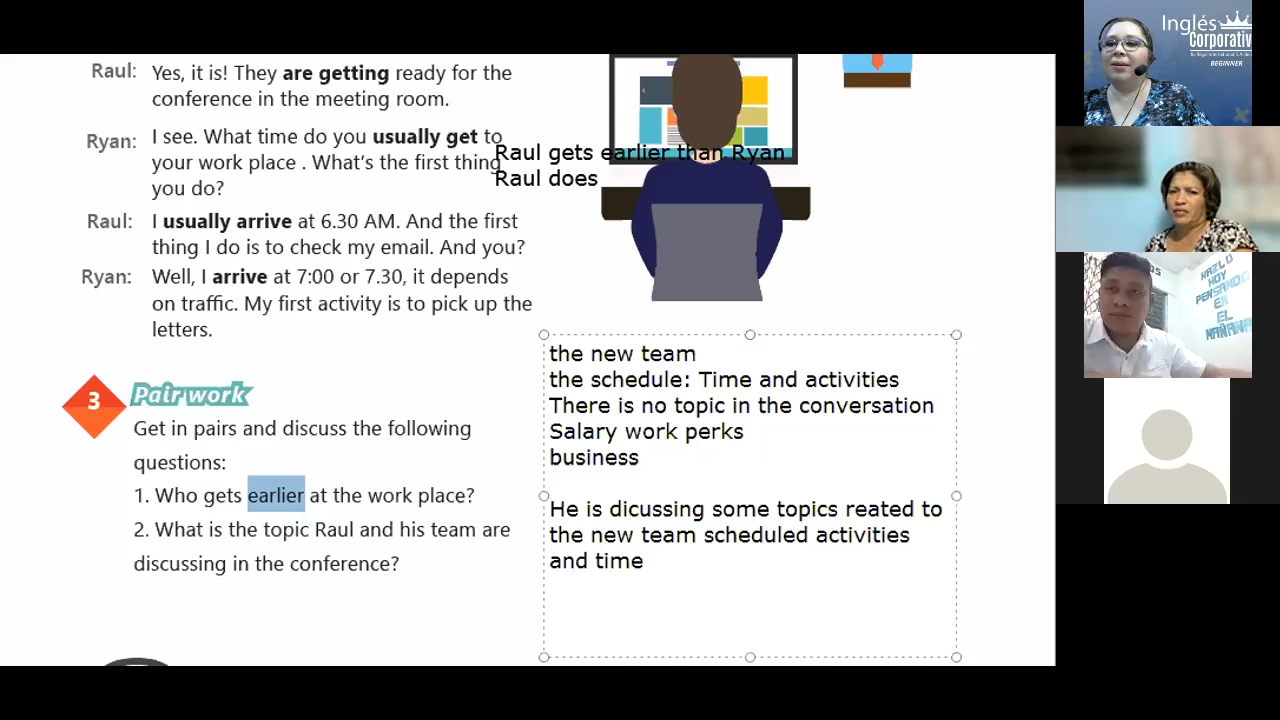 Raul: Yes, it is! They are getting ready for the
conference in the meeting room.
Ryan: I see. What time do you usually get to
your work place . What's the first thing
you do?
Raul: I usually arrive at 6.30 AM. And the first
thing I do is to check my email. And you?
Ryan: Well, I arrive at 7:00 or 7.30, it depends
on traffic. My first activity is to pick up the
letters.
Raul gets earlier than Ryan
Raul does
3 Pair work
Get in pairs and discuss the following
questions:
1. Who gets earlier at the work place?
2. What is the topic Raul and his team are
discussing in the conference?
the new team
the schedule: Time and activities
There is no topic in the conversation
Salary work perks
business
He is dicussing some topics reated to
the new team scheduled activities
and time
Inglés
Corporativ
BEGINNER
HAZLO
HOY
PENSANDO
EN
EL
MAÑANA